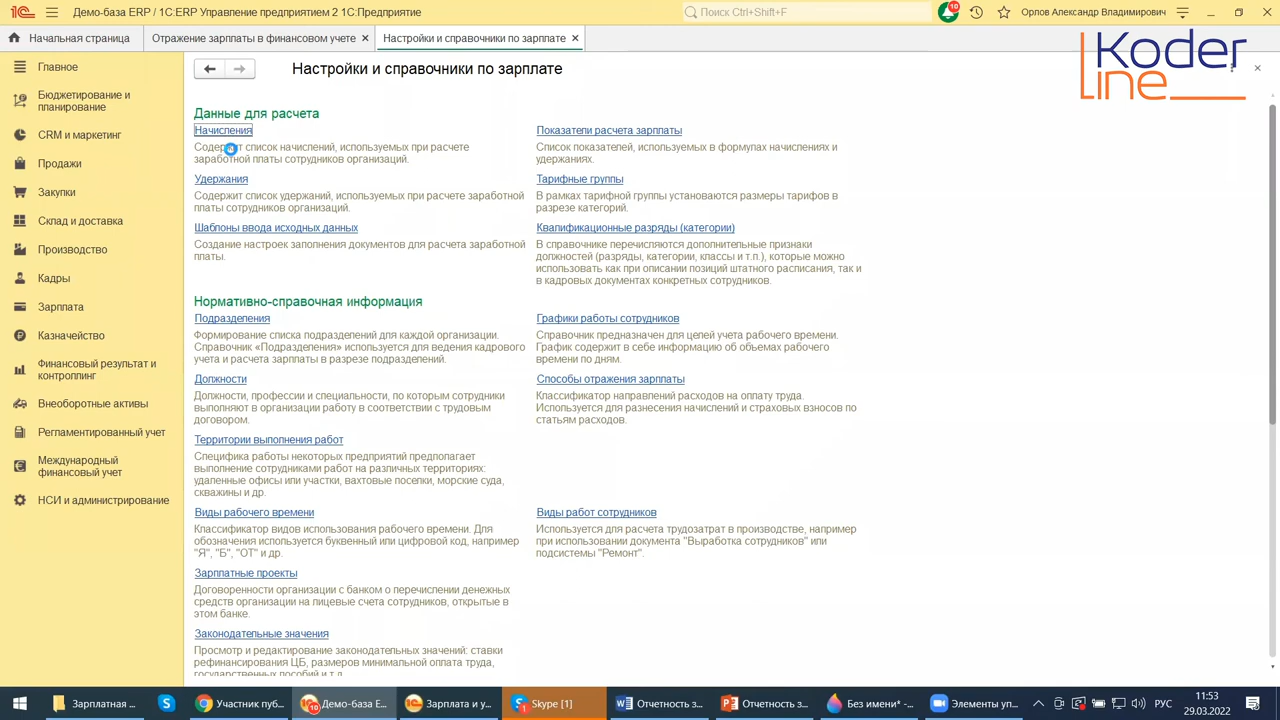 Демо-база ERP / 1С:ERP Управление предприятием 2 1С:Предприятие
Поиск Ctrl+Shift+F
10
Орлов Александр Владимирович
Начальная страница
Отражение зарплаты в финансовом учете ×
Настройки и справочники по зарплате ×
Koder
line
Главное
Бюджетирование и
планирование
CRM и маркетинг
Продажи
Закупки
Склад и доставка
Производство
Кадры
Зарплата
Казначейство
Финансовый результат и
контроллинг
Внеоборотные активы
Регламентированный учет
Международный
финансовый учет
НСИ и администрирование
Настройки и справочники по зарплате
Данные для расчета
Начисления
Содержит список начислений, используемых при расчете
заработной платы сотрудников организаций.
Показатели расчета зарплаты
Список показателей, используемых в формулах начислениях и
удержаниях.
Удержания
Содержит список удержаний, используемых при расчете заработной
платы сотрудников организаций.
Тарифные группы
В рамках тарифной группы установаются размеры тарифов в
разрезе категорий.
Шаблоны ввода исходных данных
Создание настроек заполнения документов для расчета заработной
платы.
Квалификационные разряды (категории)
В справочнике перечисляются дополнительные признаки
должностей (разряды, категории, классы и т.п.), которые можно
использовать как при описании позиций штатного расписания, так и
в кадровых документах конкретных сотрудников.
Нормативно-справочная информация
Подразделения
Формирование списка подразделений для каждой организации.
Справочник «Подразделения» используется для ведения кадрового
учета и расчета зарплаты в разрезе подразделений.
Графики работы сотрудников
Справочник предназначен для целей учета рабочего времени.
График содержит в себе информацию об объемах рабочего
времени по дням.
Должности
Должности, профессии и специальности, по которым сотрудники
выполняют в организации работу в соответствии с трудовым
договором.
Способы отражения зарплаты
Классификатор направлений расходов на оплату труда.
Используется для разнесения начислений и страховых взносов по
статьям расходов.
Территории выполнения работ
Специфика работы некоторых предприятий предполагает
выполнение сотрудниками работ на различных территориях:
удаленные офисы или участки, вахтовые поселки, морские суда,
скважины и др.
Виды рабочего времени
Классификатор видов использования рабочего времени. Для
обозначения используется буквенный или цифровой код, например
"Я", "Б", "ОТ" и др.
Виды работ сотрудников
Используется для расчета трудозатрат в производстве, например
при использовании документа "Выработка сотрудников" или
подсистемы "Ремонт".
Зарплатные проекты
Договоренности организации с банком о перечислении денежных
средств организации на лицевые счета сотрудников, открытые в
этом банке.
Законодательные значения
Просмотр и редактирование законодательных значений: ставки
рефинансирования ЦБ, размеров минимальной оплата труда,
государственных пособий и т.д.
Зарплатная ...
Участник пуб...
10
Демо-база E...
Зарплата и у...
1
Skype [1]
Отчетность з...
Отчетность з...
Без имени* -...
Элементы уп...
РУС
11:53
29.03.2022